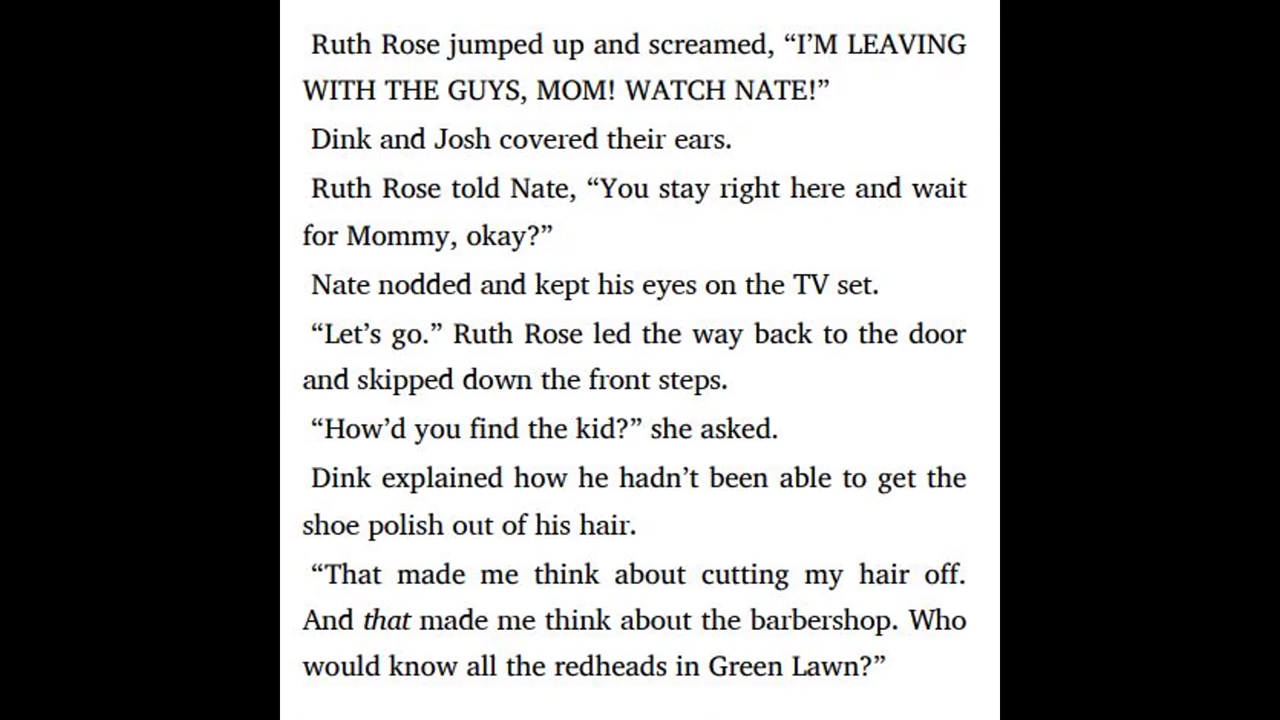 Ruth Rose jumped up and screamed, “I’M LEAVING
WITH THE GUYS, MOM! WATCH NATE!”
Dink and Josh covered their ears.
Ruth Rose told Nate, “You stay right here and wait
for Mommy, okay?”
Nate nodded and kept his eyes on the TV set.
“Let’s go.” Ruth Rose led the way back to the door
and skipped down the front steps.
“How’d you find the kid?” she asked.
Dink explained how he hadn’t been able to get the
shoe polish out of his hair.
“That made me think about cutting my hair off.
And that made me think about the barbershop. Who
would know all the redheads in Green Lawn?”